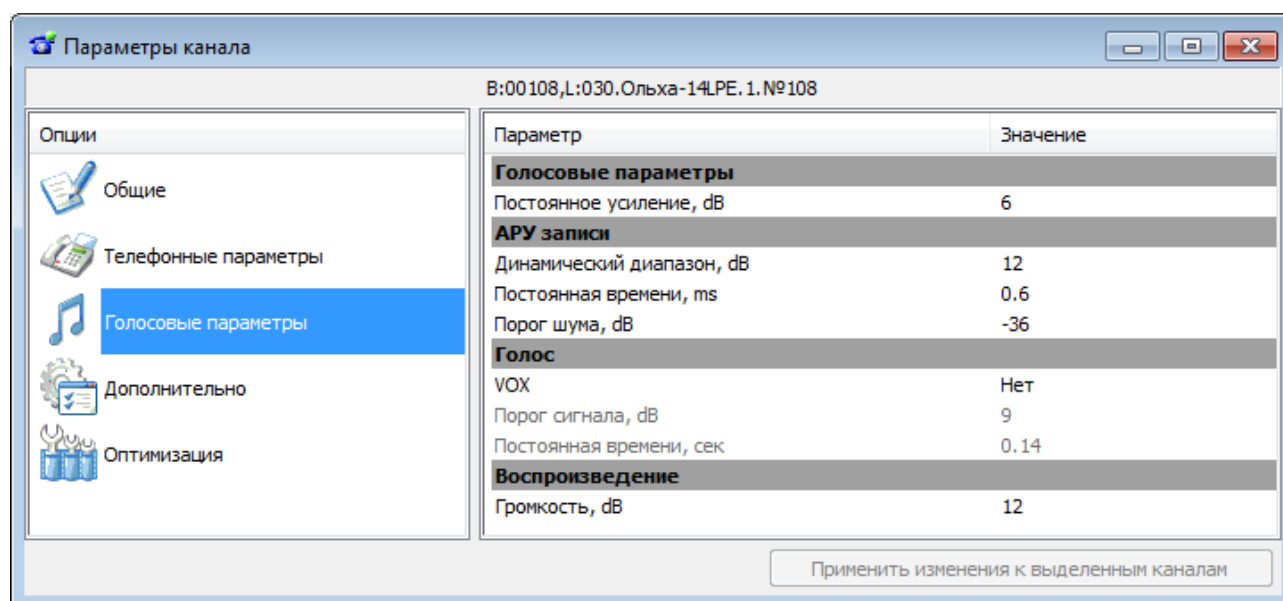 Параметры канала
B:00108,L:030.Ольха-14LPE.1.№108
Опции
Общие
Телефонные параметры
Голосовые параметры
Дополнительно
Оптимизация
Параметр Значение
Голосовые параметры
Постоянное усиление, dB 6
АРУ записи
Динамический диапазон, dB 12
Постоянная времени, ms 0.6
Порог шума, dB -36
Голос
VOX Нет
Порог сигнала, dB 9
Постоянная времени, сек 0.14
Воспроизведение
Громкость, dB 12
Применить изменения к выделенным каналам